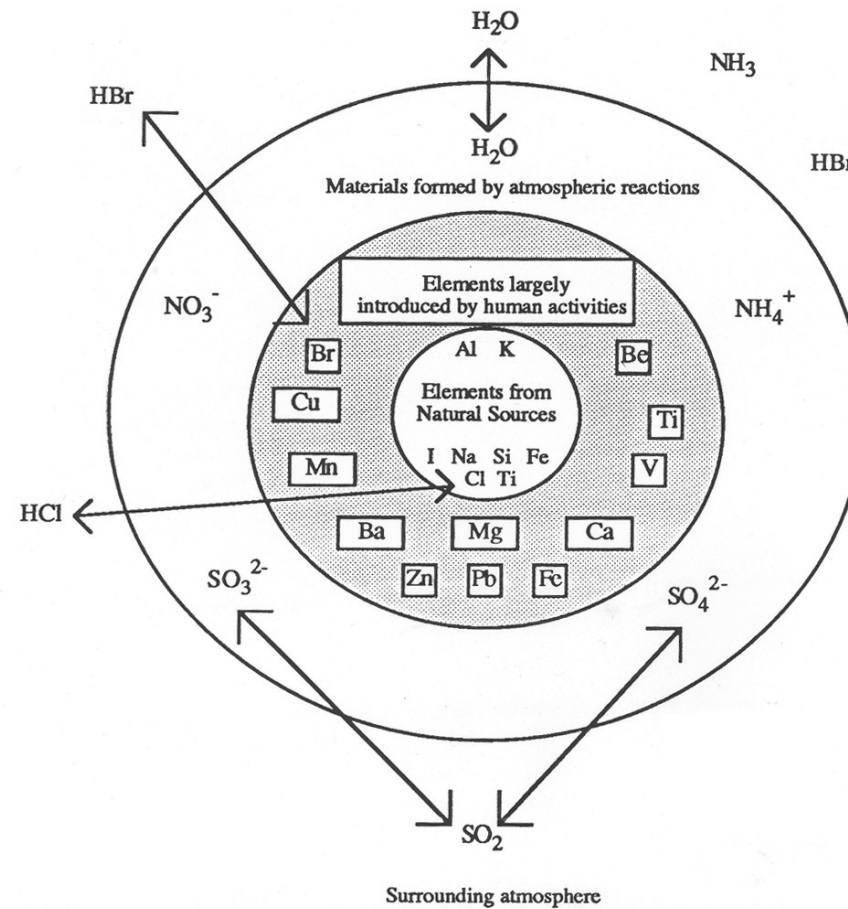 H₂O
NH₃
HBr
H₂O
HBr
Materials formed by atmospheric reactions
Elements largely
introduced by human activities
NO₃⁻
NH₄⁺
Br
Al K
Be
Elements from
Natural Sources
Cu
Ti
I Na Si Fe
Mn
V
Cl Ti
HCl
Ba
Mg
Ca
SO₃²⁻
Zn
Pb
Fe
SO₄²⁻
SO₂
Surrounding atmosphere